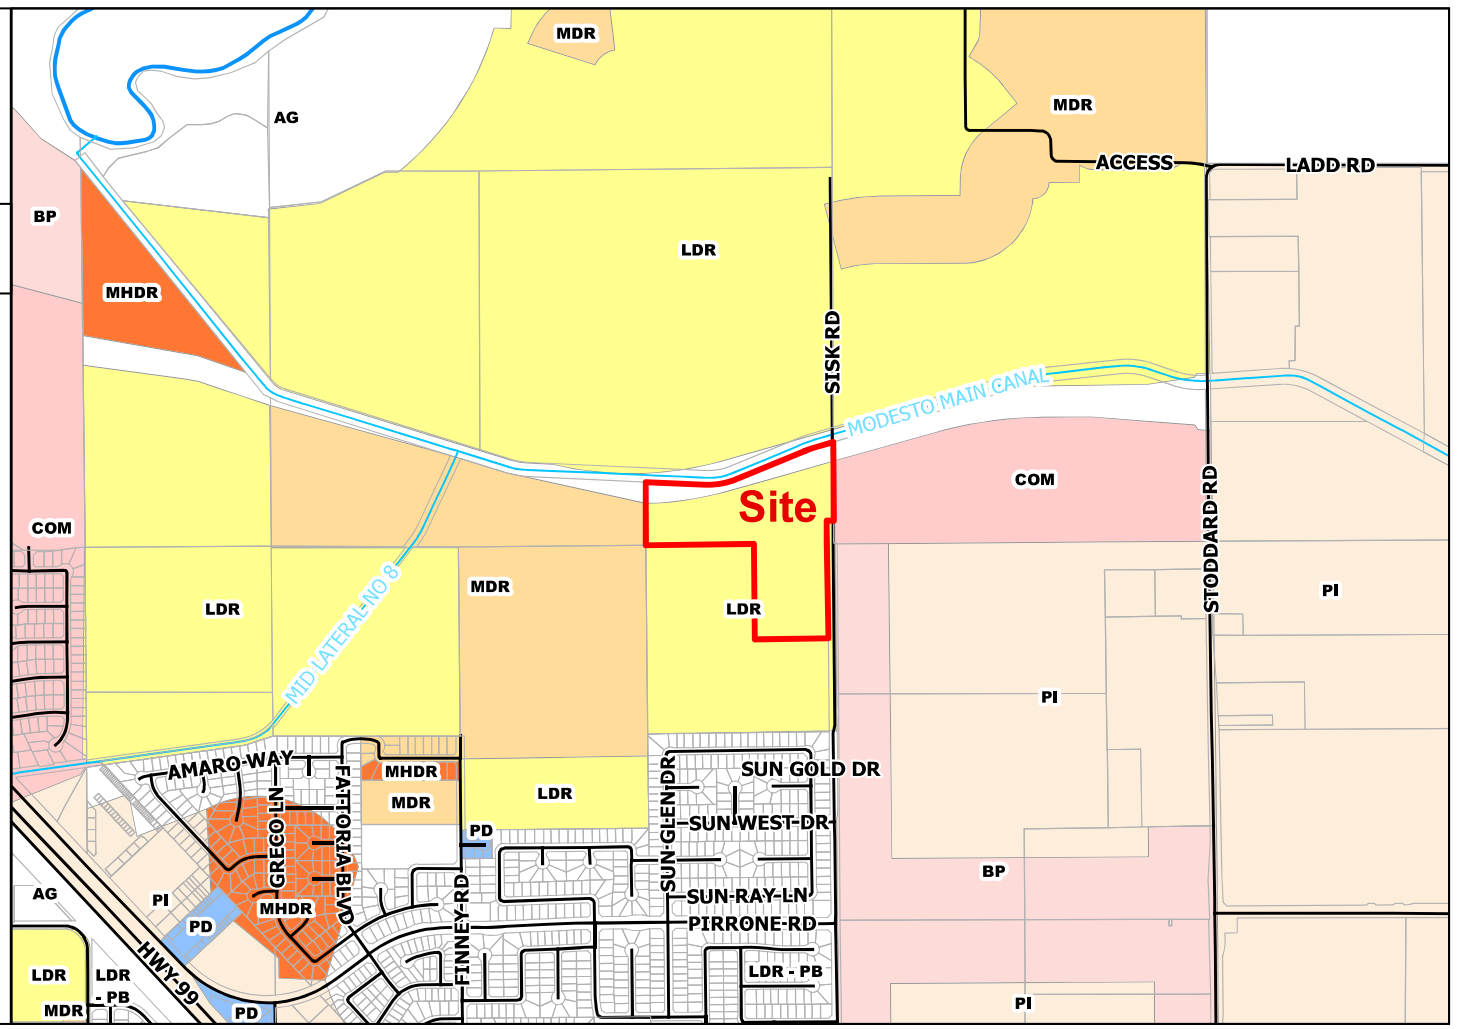 MDR
MDR
AG
ACCESS
LADD RD
BP
LDR
MHDR
SISK RD
MODESTO MAIN CANAL
COM
STODDARD RD
Site
COM
MID LATERAL NO 8
MDR
LDR
LDR
PI
PI
AMARO WAY
MHDR
SUN GOLD DR
FATTORIA BLVD
GRECO LN
MDR
LDR
SUN GLEN DR
PD
SUN WEST DR
BP
AG
PI
MHDR
SUN RAY LN
PD
PIRRONE RD
FINNEY RD
HWY 99
LDR
LDR
- PB
LDR - PB
MDR
PD
PI